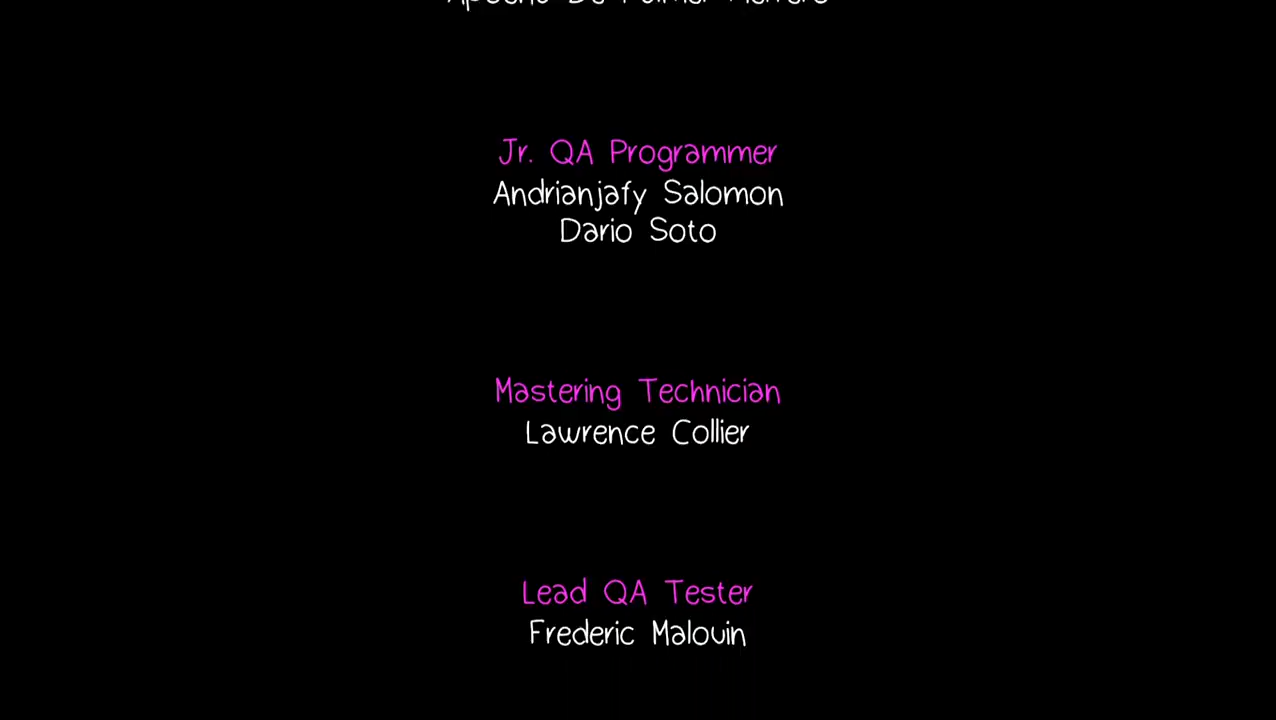 Jr. QA Programmer
Andrianjafy Salomon
Dario Soto
Mastering Technician
Lawrence Collier
Lead QA Tester
Frederic Malouin